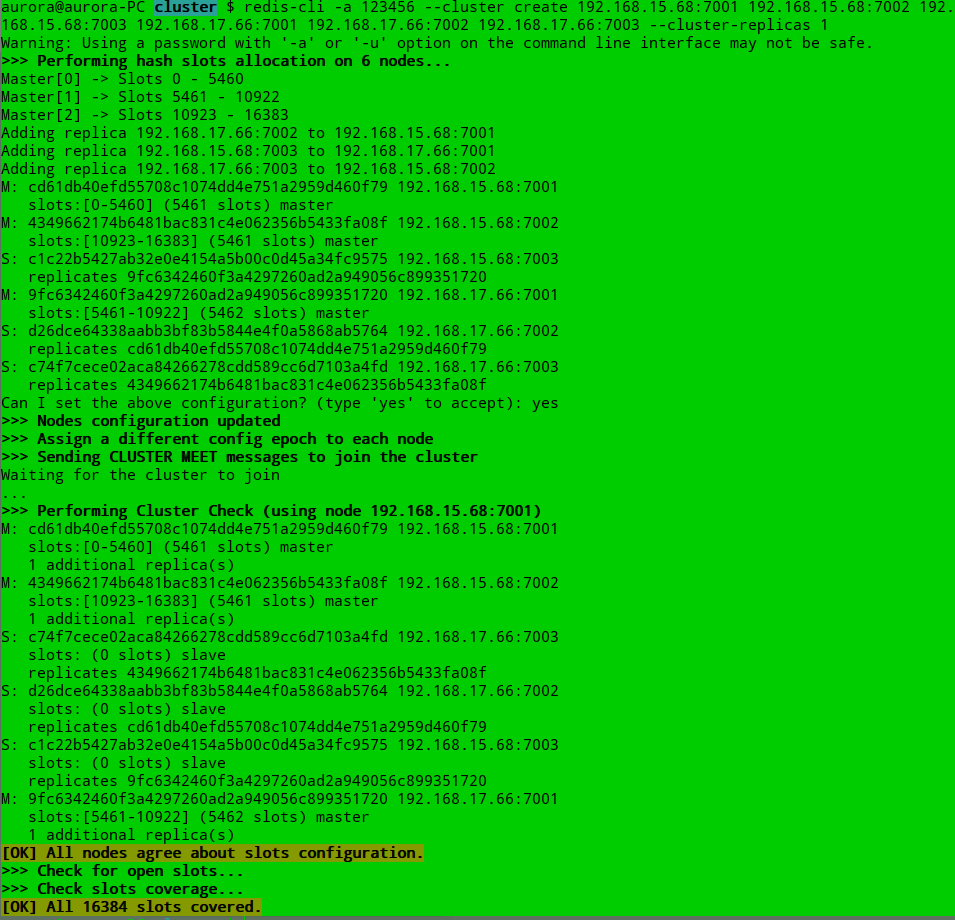 aurora@aurora-PC cluster $ redis-cli -a 123456 --cluster create 192.168.15.68:7001 192.168.15.68:7002 192.
168.15.68:7003 192.168.17.66:7001 192.168.17.66:7002 192.168.17.66:7003 --cluster-replicas 1
Warning: Using a password with '-a' or '-u' option on the command line interface may not be safe.
>>> Performing hash slots allocation on 6 nodes...
Master[0] -> Slots 0 - 5460
Master[1] -> Slots 5461 - 10922
Master[2] -> Slots 10923 - 16383
Adding replica 192.168.17.66:7002 to 192.168.15.68:7001
Adding replica 192.168.15.68:7003 to 192.168.17.66:7001
Adding replica 192.168.17.66:7003 to 192.168.15.68:7002
M: cd61db40efd55708c1074dd4e751a2959d460f79 192.168.15.68:7001
   slots:[0-5460] (5461 slots) master
M: 4349662174b6481bac831c4e062356b5433fa08f 192.168.15.68:7002
   slots:[10923-16383] (5461 slots) master
S: c1c22b5427ab32e0e4154a5b00c0d45a34fc9575 192.168.15.68:7003
   replicates 9fc6342460f3a4297260ad2a949056c899351720
M: 9fc6342460f3a4297260ad2a949056c899351720 192.168.17.66:7001
   slots:[5461-10922] (5462 slots) master
S: d26dce64338aabb3bf83b5844e4f0a5868ab5764 192.168.17.66:7002
   replicates cd61db40efd55708c1074dd4e751a2959d460f79
S: c74f7cece02aca84266278cdd589cc6d7103a4fd 192.168.17.66:7003
   replicates 4349662174b6481bac831c4e062356b5433fa08f
Can I set the above configuration? (type 'yes' to accept): yes
>>> Nodes configuration updated
>>> Assign a different config epoch to each node
>>> Sending CLUSTER MEET messages to join the cluster
Waiting for the cluster to join
...
>>> Performing Cluster Check (using node 192.168.15.68:7001)
M: cd61db40efd55708c1074dd4e751a2959d460f79 192.168.15.68:7001
   slots:[0-5460] (5461 slots) master
   1 additional replica(s)
M: 4349662174b6481bac831c4e062356b5433fa08f 192.168.15.68:7002
   slots:[10923-16383] (5461 slots) master
   1 additional replica(s)
S: c74f7cece02aca84266278cdd589cc6d7103a4fd 192.168.17.66:7003
   slots: (0 slots) slave
   replicates 4349662174b6481bac831c4e062356b5433fa08f
S: d26dce64338aabb3bf83b5844e4f0a5868ab5764 192.168.17.66:7002
   slots: (0 slots) slave
   replicates cd61db40efd55708c1074dd4e751a2959d460f79
S: c1c22b5427ab32e0e4154a5b00c0d45a34fc9575 192.168.15.68:7003
   slots: (0 slots) slave
   replicates 9fc6342460f3a4297260ad2a949056c899351720
M: 9fc6342460f3a4297260ad2a949056c899351720 192.168.17.66:7001
   slots:[5461-10922] (5462 slots) master
   1 additional replica(s)
[OK] All nodes agree about slots configuration.
>>> Check for open slots...
>>> Check slots coverage...
[OK] All 16384 slots covered.